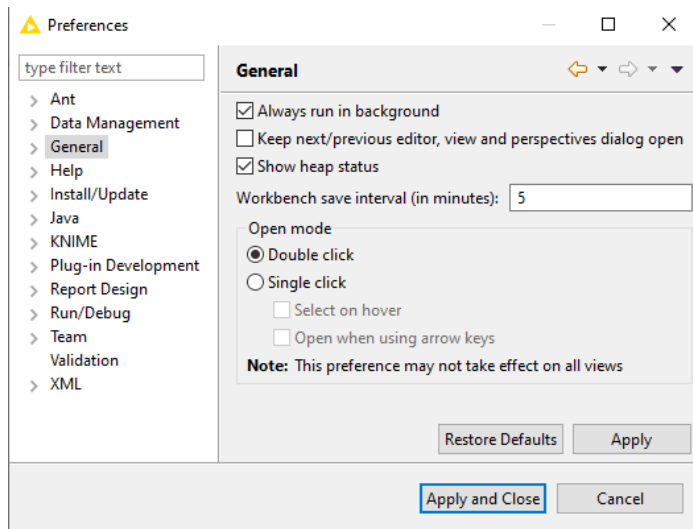 Preferences
type filter text
Ant
Data Management
General
Help
Install/Update
Java
KNIME
Plug-in Development
Report Design
Run/Debug
Team
Validation
XML
General
Always run in background
Keep next/previous editor, view and perspectives dialog open
Show heap status
Workbench save interval (in minutes): 5
Open mode
Double click
Single click
Select on hover
Open when using arrow keys
Note: This preference may not take effect on all views
Restore Defaults Apply
Apply and Close Cancel